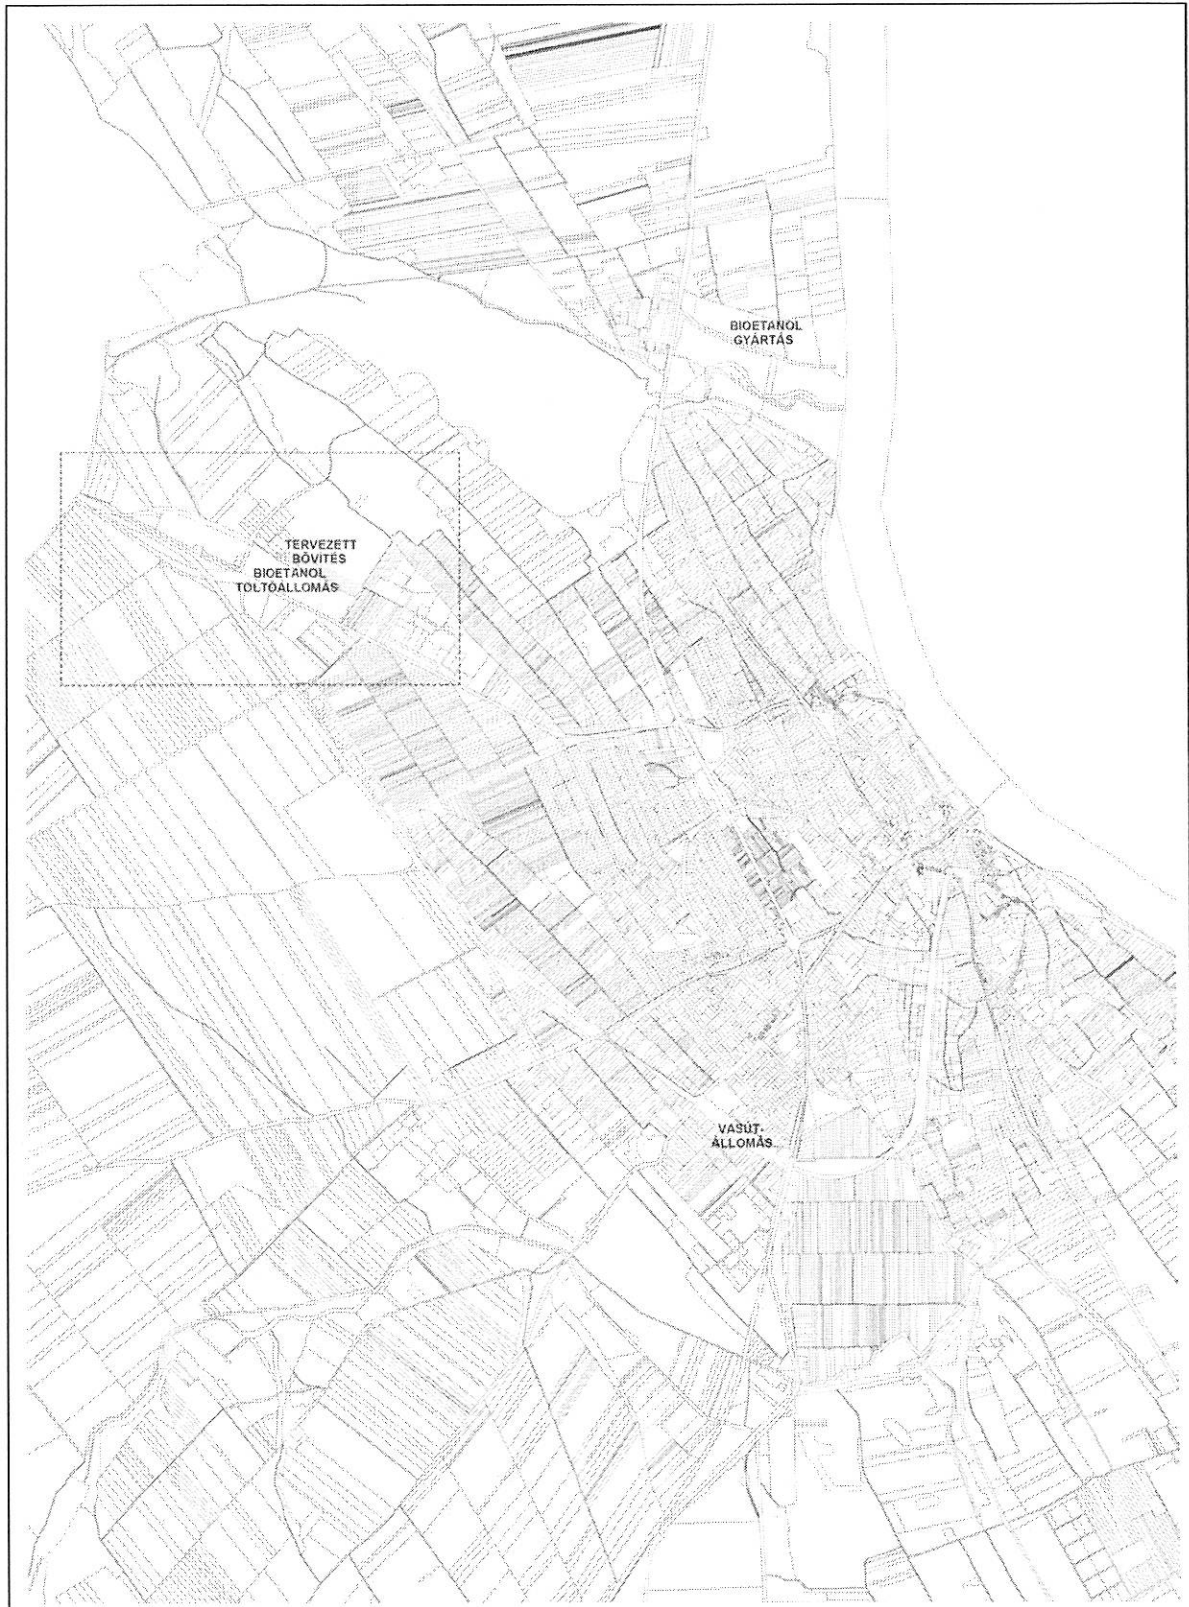 BIOETANOL
GYÁRTÁS
TERVEZETT
BŐVÍTÉS
BIOETANOL
TÖLTŐÁLLOMÁS
VASÚT-
ÁLLOMÁS